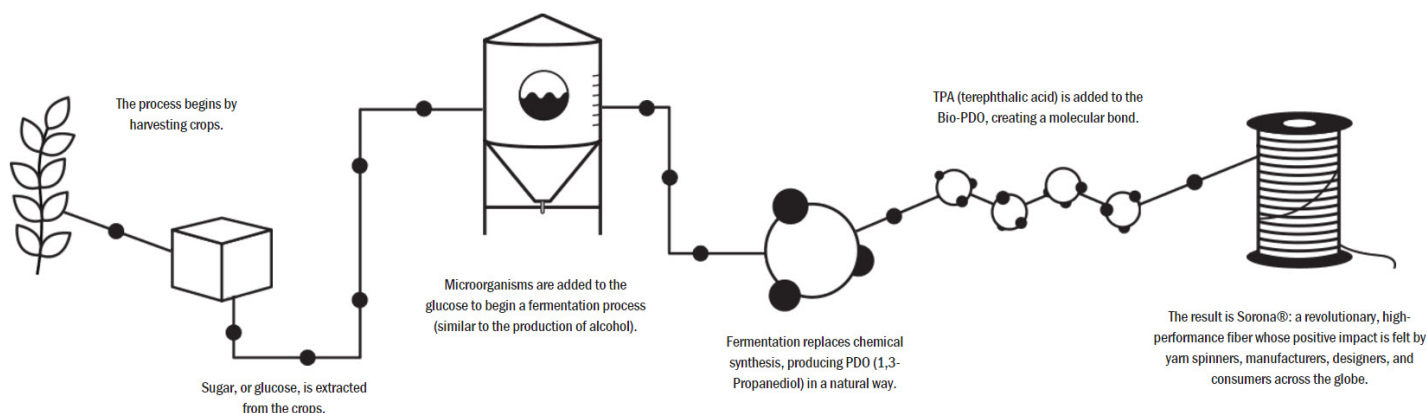 The process begins by
harvesting crops.
Sugar, or glucose, is extracted
from the crops.
Microorganisms are added to the
glucose to begin a fermentation process
(similar to the production of alcohol).
Fermentation replaces chemical
synthesis, producing PDO (1,3-
Propanediol) in a natural way.
TPA (terephthalic acid) is added to the
Bio-PDO, creating a molecular bond.
The result is Sorona®: a revolutionary, high-
performance fiber whose positive impact is felt by
yarn spinners, manufacturers, designers, and
consumers across the globe.